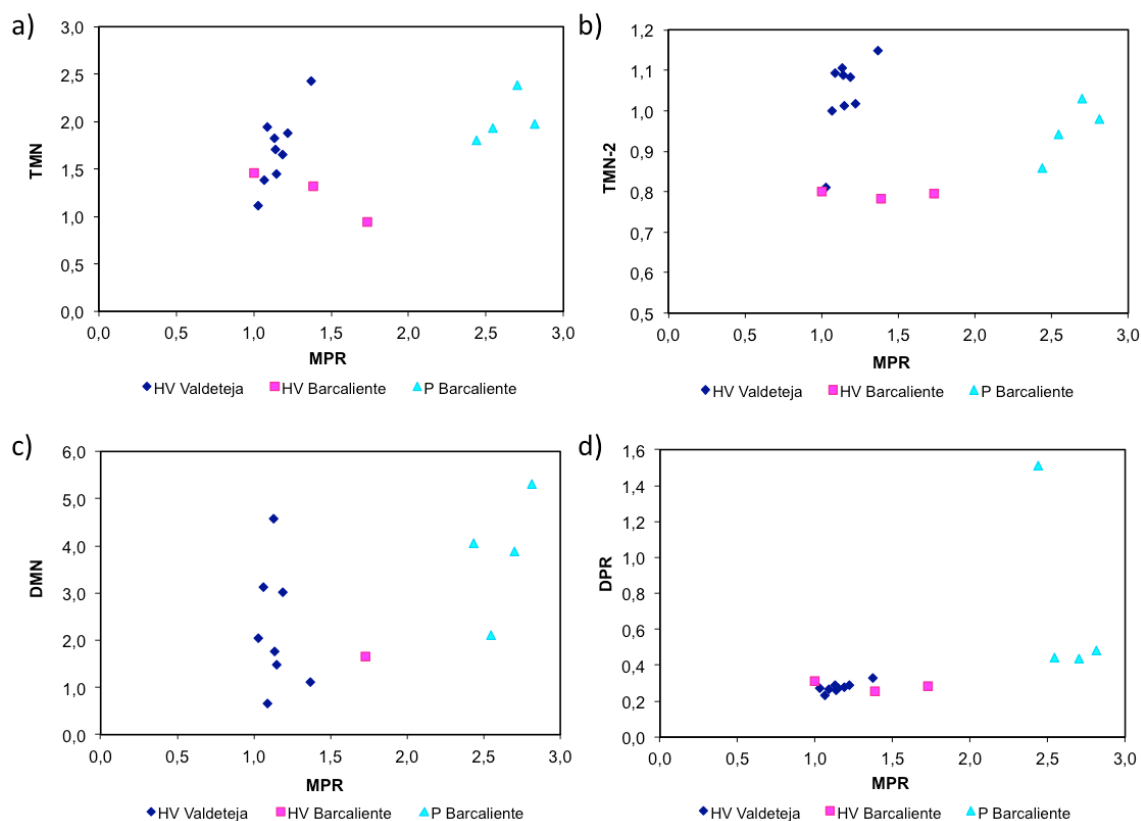 a)
3,0
2,5
2,0
1,5
1,0
0,5
0,0
TMN
0,0 0,5 1,0 1,5 2,0 2,5 3,0
MPR
HV Valdeteja HV Barcaliente P Barcaliente
b)
1,2
1,1
1,0
0,9
0,8
0,7
0,6
0,5
TMN-2
0,0 0,5 1,0 1,5 2,0 2,5 3,0
MPR
HV Valdeteja HV Barcaliente P Barcaliente
c)
6,0
5,0
4,0
3,0
2,0
1,0
0,0
DMN
0,0 0,5 1,0 1,5 2,0 2,5 3,0
MPR
HV Valdeteja HV Barcaliente P Barcaliente
d)
1,6
1,4
1,2
1,0
0,8
0,6
0,4
0,2
0,0
DPR
0,0 0,5 1,0 1,5 2,0 2,5 3,0
MPR
HV Valdeteja HV Barcaliente P Barcaliente